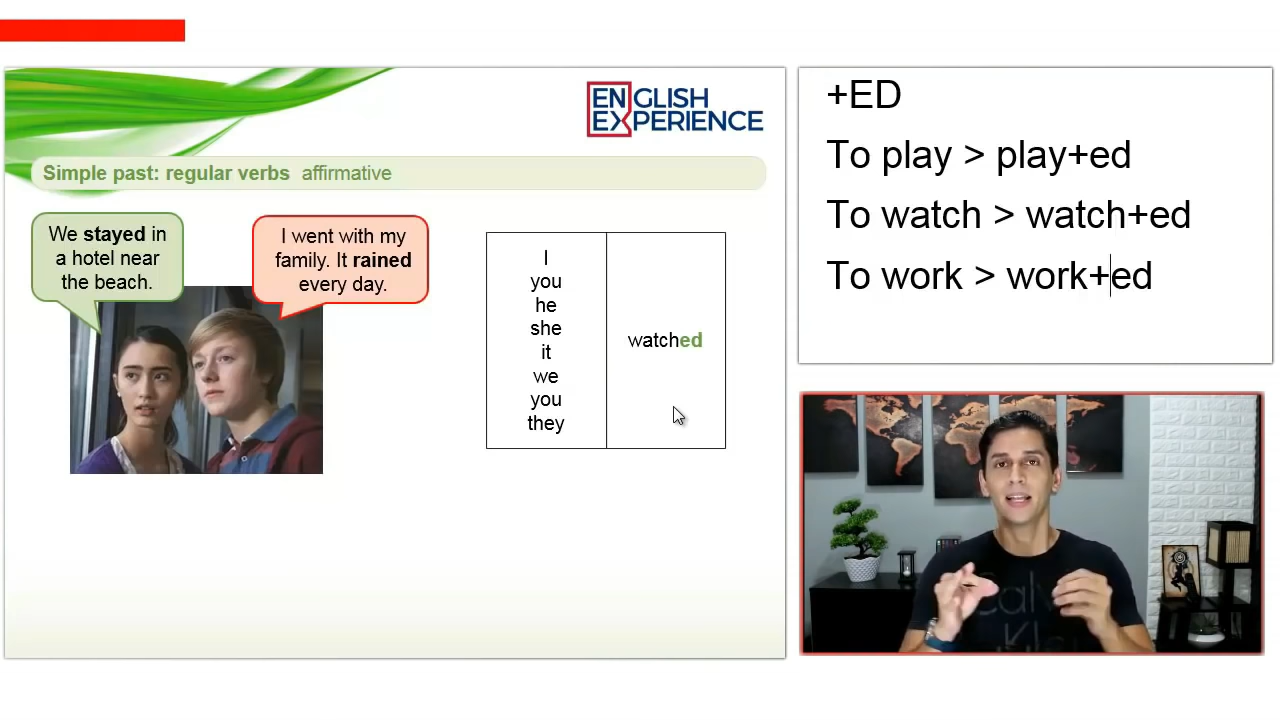 ENGLISH
EXPERIENCE
Simple past: regular verbs affirmative
We stayed in
a hotel near
the beach.
I went with my
family. It rained
every day.
I
you
he
she
it
we
you
they
watched
+ED
To play > play+ed
To watch > watch+ed
To work > work+ed
Calvin
Klein